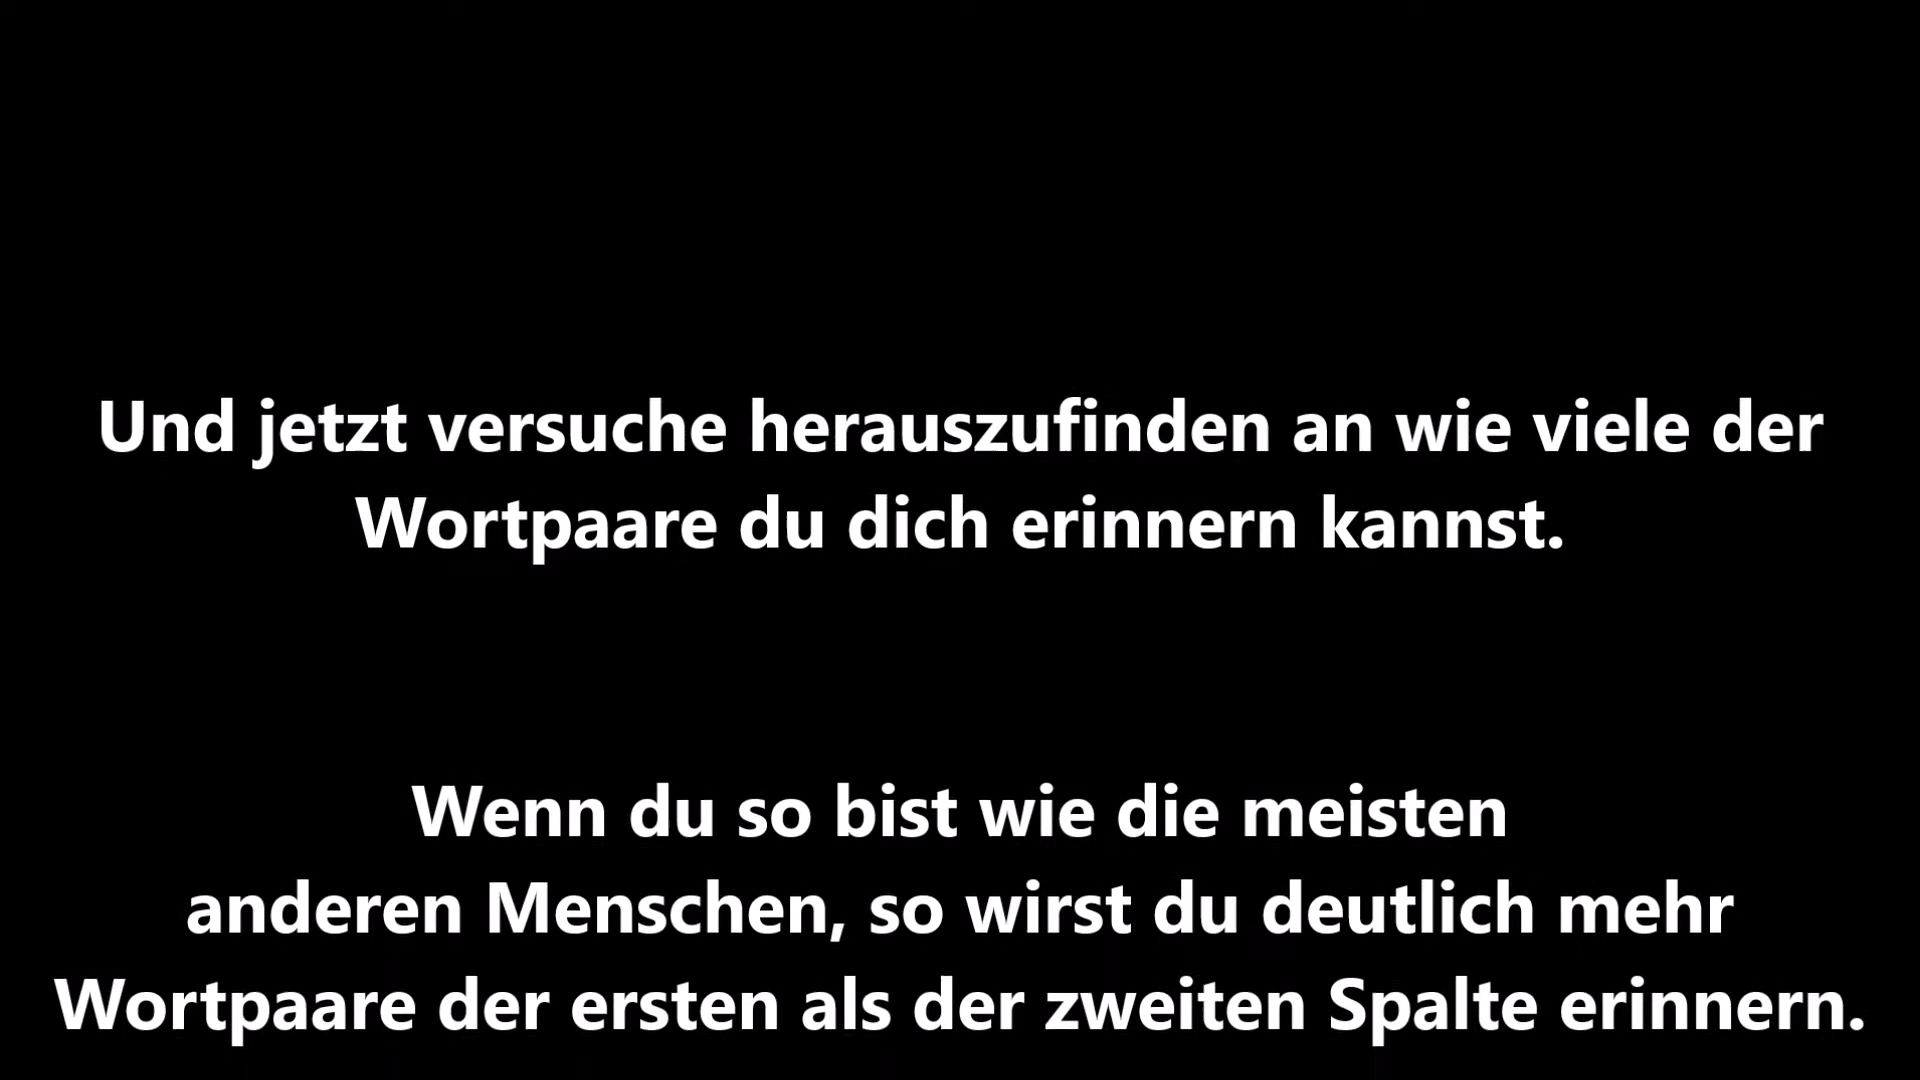 Und jetzt versuche herauszufinden an wie viele der
Wortpaare du dich erinnern kannst.
Wenn du so bist wie die meisten
anderen Menschen, so wirst du deutlich mehr
Wortpaare der ersten als der zweiten Spalte erinnern.